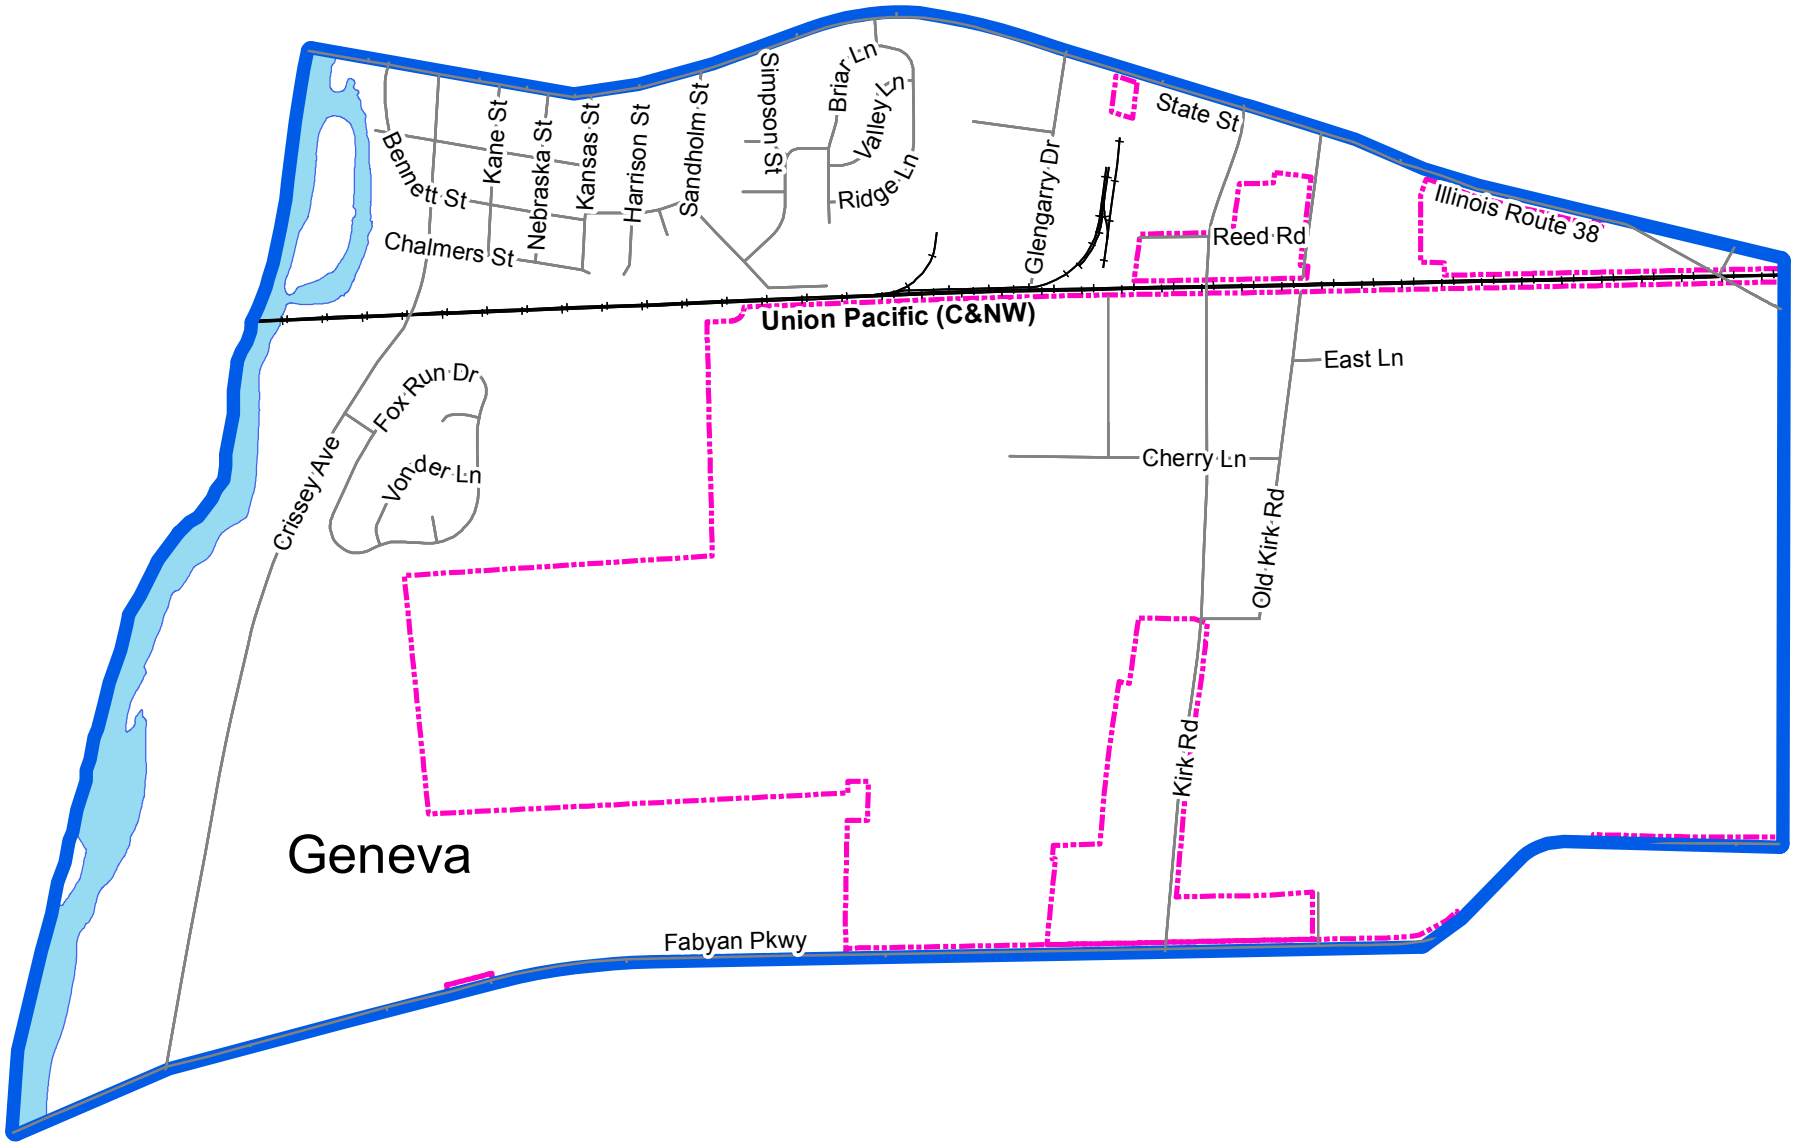 Simpson St
Briar Ln
Valley Ln
Ridge Ln
State St
Kane St
Nebraska St
Kansas St
Harrison St
Sandholm St
Bennett St
Chalmers St
Glengarry Dr
Reed Rd
Illinois Route 38
Union Pacific (C&NW)
East Ln
Fox Run Dr
Vonder Ln
Crissey Ave
Cherry Ln
Old Kirk Rd
Kirk Rd
Geneva
Fabyan Pkwy